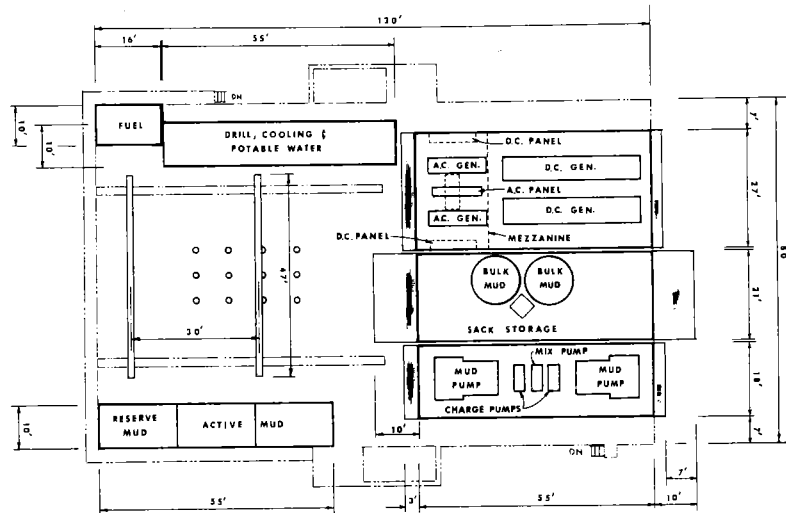 120'
16'
55'
DN
10'
FUEL
10'
DRILL, COOLING &
POTABLE WATER
D.C. PANEL
A.C. GEN.
D.C. GEN.
A.C. PANEL
A.C. GEN.
D.C. GEN.
D.C. PANEL
MEZZANINE
7'
27'
80'
47'
30'
BULK
MUD
BULK
MUD
SACK STORAGE
21'
MIX PUMP
MUD
PUMP
MUD
PUMP
CHARGE PUMPS
18'
7'
10'
RESERVE
MUD
ACTIVE MUD
10'
DN
55'
3'
55'
10'
7'